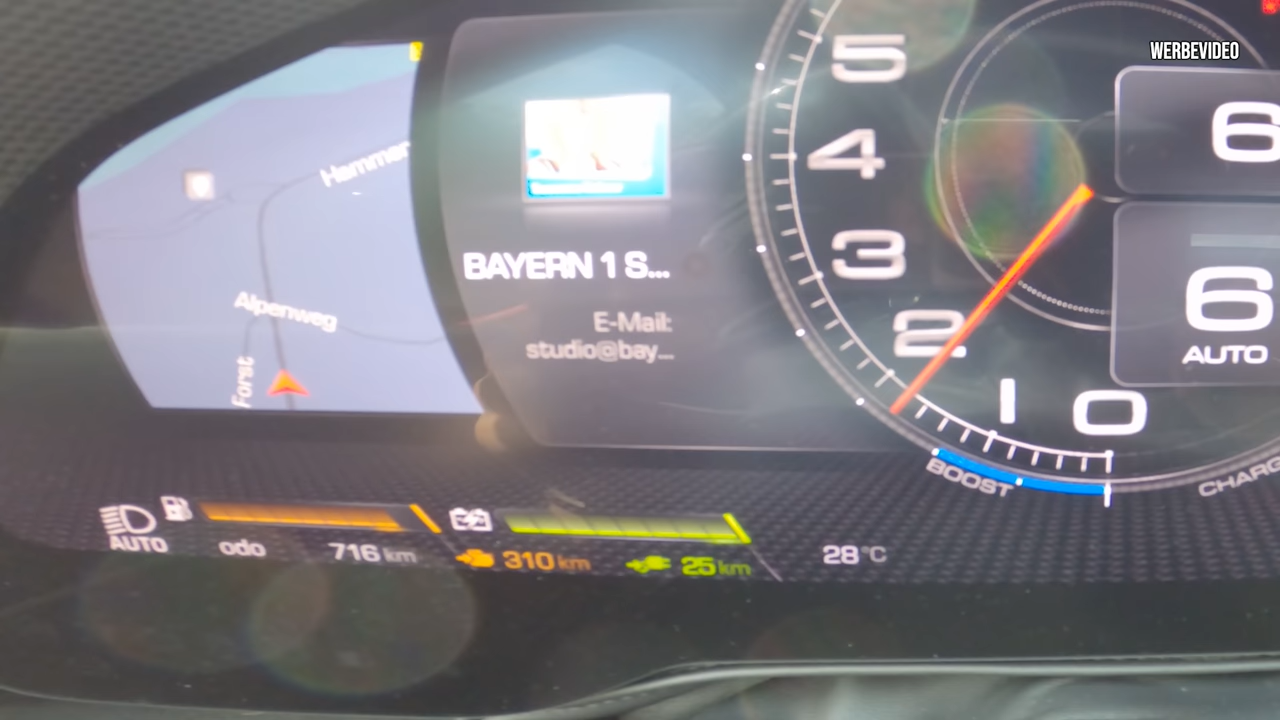 WERBEVIDEO
Hammer
Alpenweg
Forst
BAYERN 1 S...
E-Mail:
studio@bay...
5
4
3
2
1
0
6
6
AUTO
BOOST
CHARG
AUTO
odo
716 km
310 km
25 km
28 °C